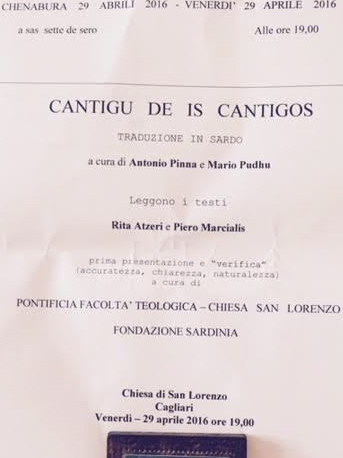 CHENABURA 29 ABRILI 2016 - VENERDI' 29 APRILE 2016
a sas sette de sero Alle ore 19,00
CANTIGU DE IS CANTIGOS
TRADUZIONE IN SARDO
a cura di Antonio Pinna e Mario Pudhu
Leggono i testi
Rita Atzeri e Piero Marcialis
prima presentazione e "verifica"
(accuratezza, chiarezza, naturalezza)
a cura di
PONTIFICIA FACOLTA' TEOLOGICA – CHIESA SAN LORENZO
FONDAZIONE SARDINIA
Chiesa di San Lorenzo
Cagliari
Venerdi – 29 aprile 2016 ore 19,00